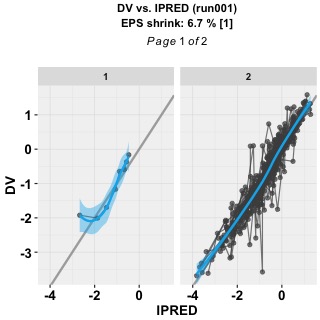 DV vs. IPRED (run001)
EPS shrink: 6.7 % [1]
Page 1 of 2
1 2
1
0
-1
-2
-3
DV
-4 -2 0 -4 -2 0
IPRED